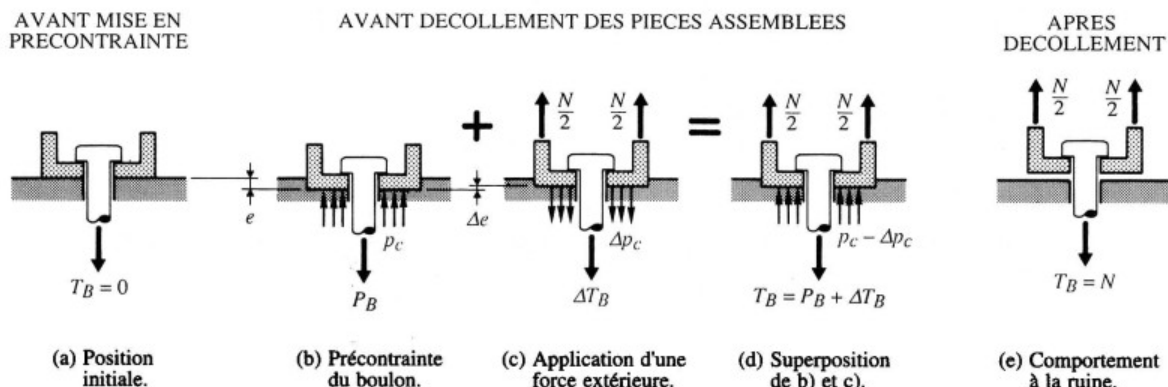 AVANT MISE EN
PRECONTRAINTE
AVANT DECOLLEMENT DES PIECES ASSEMBLEES
APRES
DECOLLEMENT
N/2 N/2
+
N/2 N/2
=
N/2 N/2
e
p_c
Δe
Δp_c
p_c − Δp_c
T_B = 0
P_B
ΔT_B
T_B = P_B + ΔT_B
T_B = N
(a) Position
initiale.
(b) Précontrainte
du boulon.
(c) Application d'une
force extérieure.
(d) Superposition
de b) et c).
(e) Comportement
à la ruine.